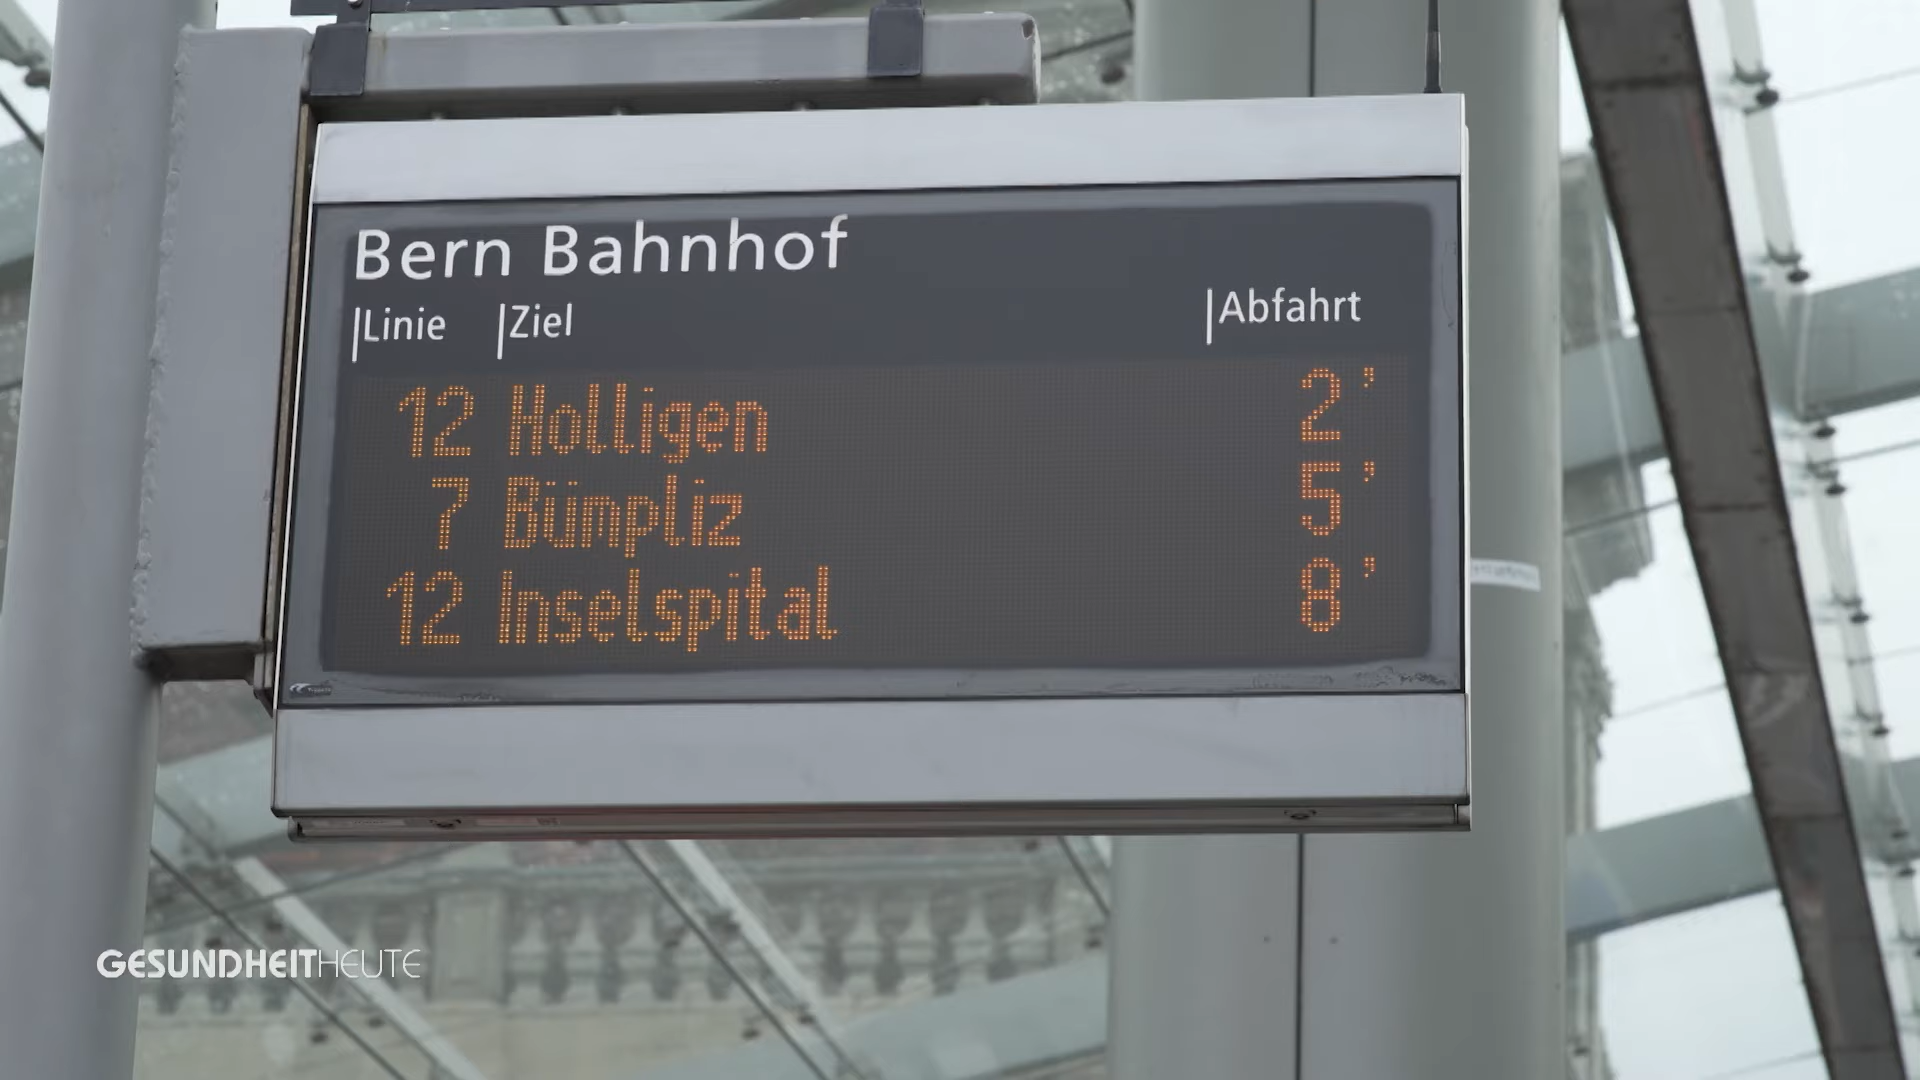 Bern Bahnhof
Linie Ziel Abfahrt
12 Holligen 2'
7 Bümpliz 5'
12 Inselspital 8'
GESUNDHEITHEUTE